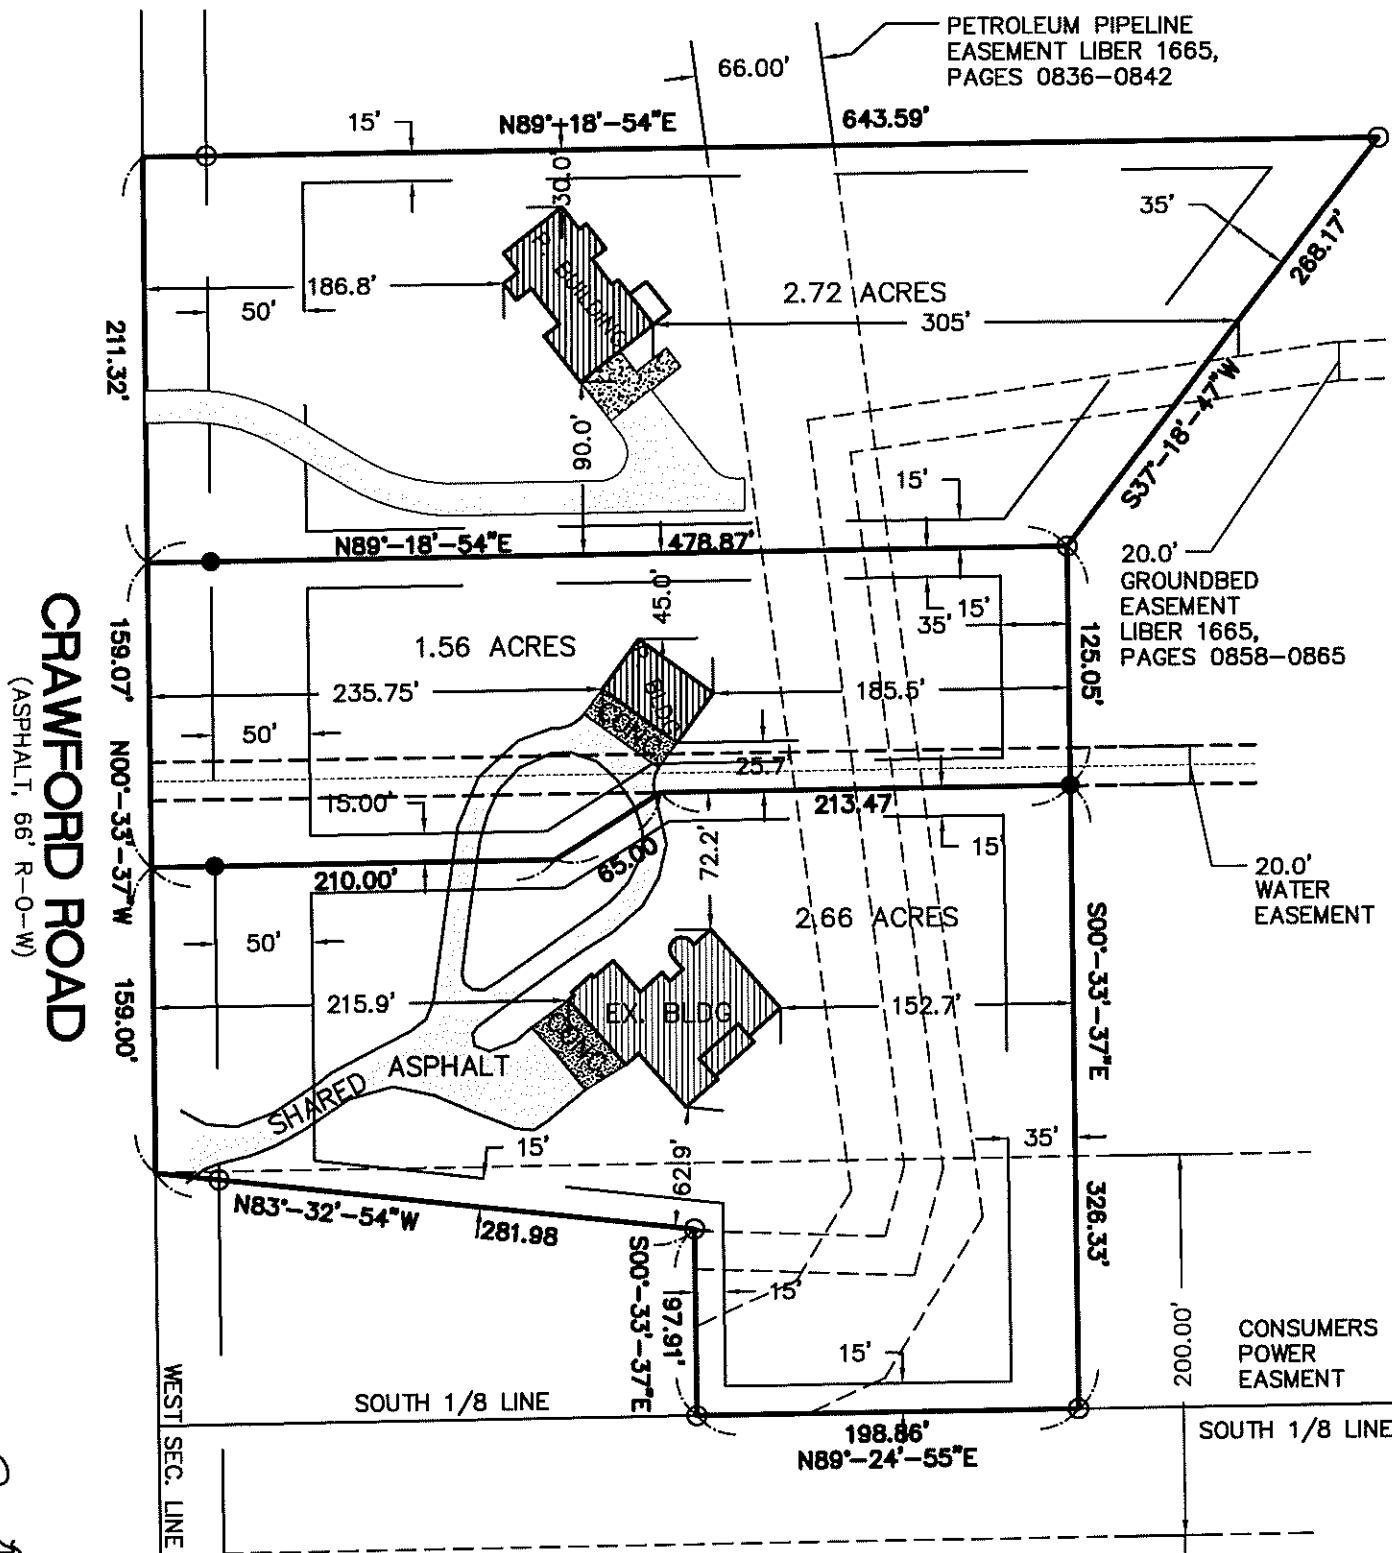 PETROLEUM PIPELINE
EASEMENT LIBER 1665,
PAGES 0836-0842
66.00'
15'
N89°-18'-54"E
643.59'
30.0'
35'
268.17'
186.8'
BUILDING
2.72 ACRES
50'
305'
211.32'
S37°-18'-47"W
90.0'
15'
N89°-18'-54"E
478.87'
20.0'
GROUNDBED
EASEMENT
LIBER 1665,
PAGES 0858-0865
45.0'
15'
35'
125.05'
1.56 ACRES
159.07'
235.75'
BLDG
185.5'
CONC
50'
25.7'
N00°-33'-37"W
15.00'
213.47
15'
210.00'
65.00
72.2'
20.0'
WATER
EASEMENT
CRAWFORD ROAD
(ASPHALT, 66' R-O-W)
50'
2.66 ACRES
S00°-33'-37"E
159.00'
215.9'
EX. BLDG
152.7'
CONC
SHARED ASPHALT
15'
35'
62.9'
N83°-32'-54"W
281.98
326.33'
S00°-33'-37"E
97.91'
15'
200.00'
CONSUMERS
POWER
EASMENT
15'
SOUTH 1/8 LINE
SOUTH 1/8 LINE
198.86'
N89°-24'-55"E
WEST SEC. LINE